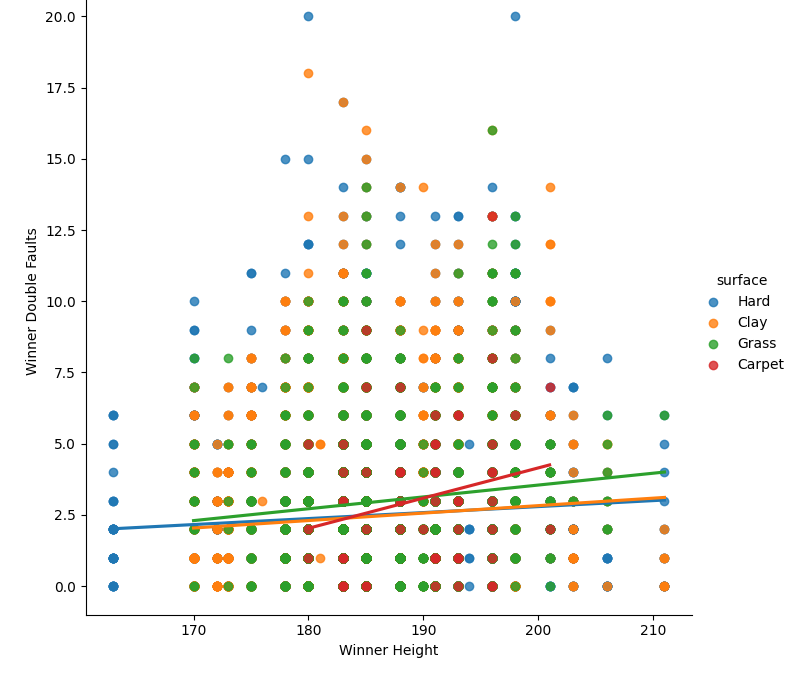 20.0
17.5
15.0
12.5
10.0
7.5
5.0
2.5
0.0
Winner Double Faults
170 180 190 200 210
Winner Height
surface
Hard
Clay
Grass
Carpet